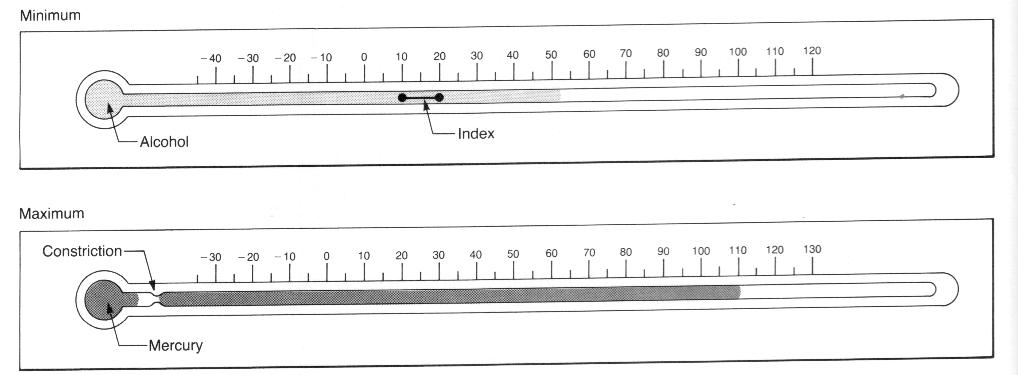 Minimum
−40 −30 −20 −10 0 10 20 30 40 50 60 70 80 90 100 110 120
Index
Alcohol
Maximum
Constriction
−30 −20 −10 0 10 20 30 40 50 60 70 80 90 100 110 120 130
Mercury